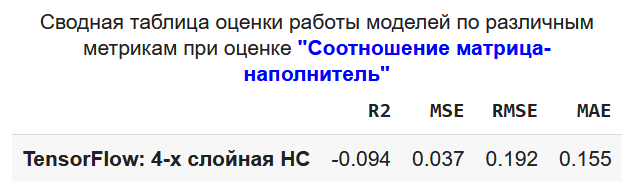 Сводная таблица оценки работы моделей по различным
метрикам при оценке "Соотношение матрица-
наполнитель"
R2 MSE RMSE MAE
TensorFlow: 4-х слойная НС -0.094 0.037 0.192 0.155